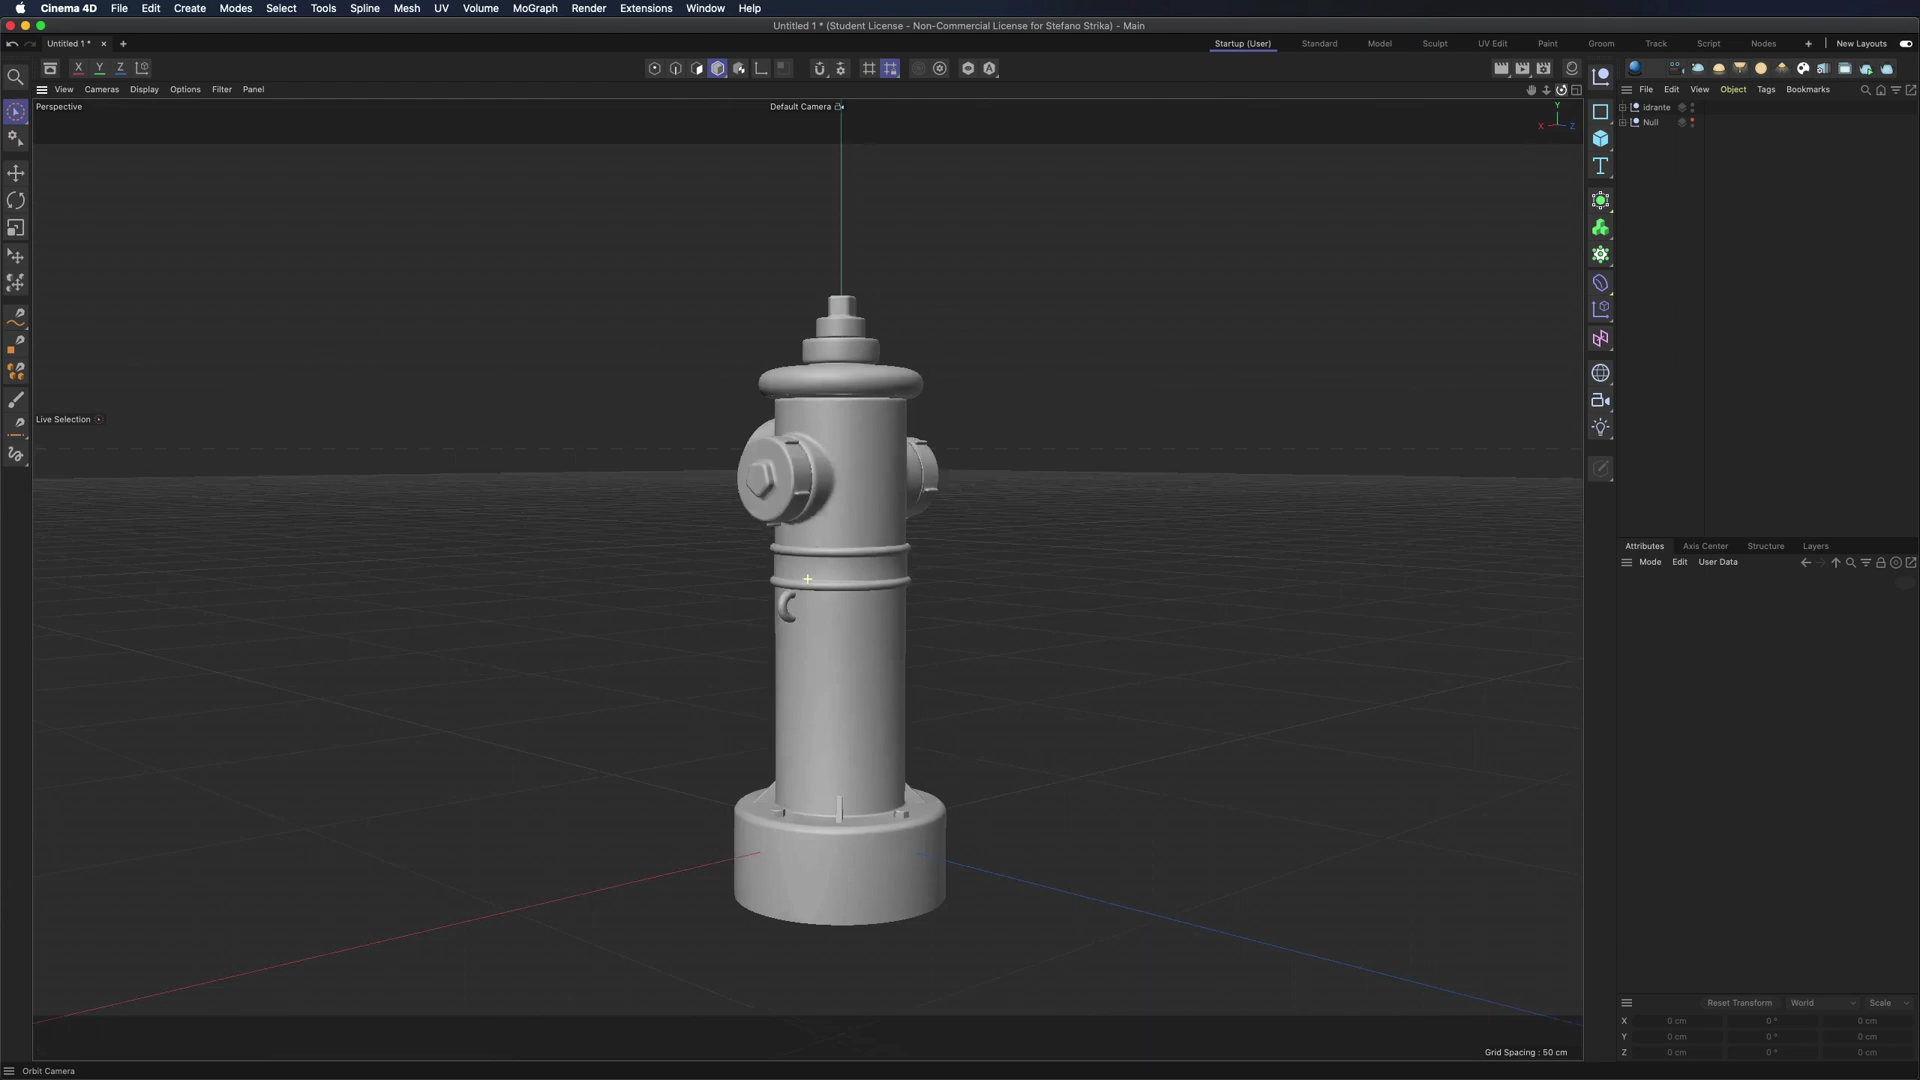 Cinema 4D File Edit Create Modes Select Tools Spline Mesh UV Volume MoGraph Render Extensions Window Help
Untitled 1 * (Student License - Non-Commercial License for Stefano Strika) - Main
Untitled 1 * × + Startup (User) Standard Model Sculpt UV Edit Paint Groom Track Script Nodes + New Layouts
X Y Z
View Cameras Display Options Filter Panel
File Edit View Object Tags Bookmarks
Perspective
Default Camera
Y
X Z
idrante
Null
Live Selection
Attributes Axis Center Structure Layers
Mode Edit User Data
Reset Transform World Scale
X 0 cm 0 ° 0 cm
Y 0 cm 0 ° 0 cm
Z 0 cm 0 ° 0 cm
Grid Spacing : 50 cm
Orbit Camera